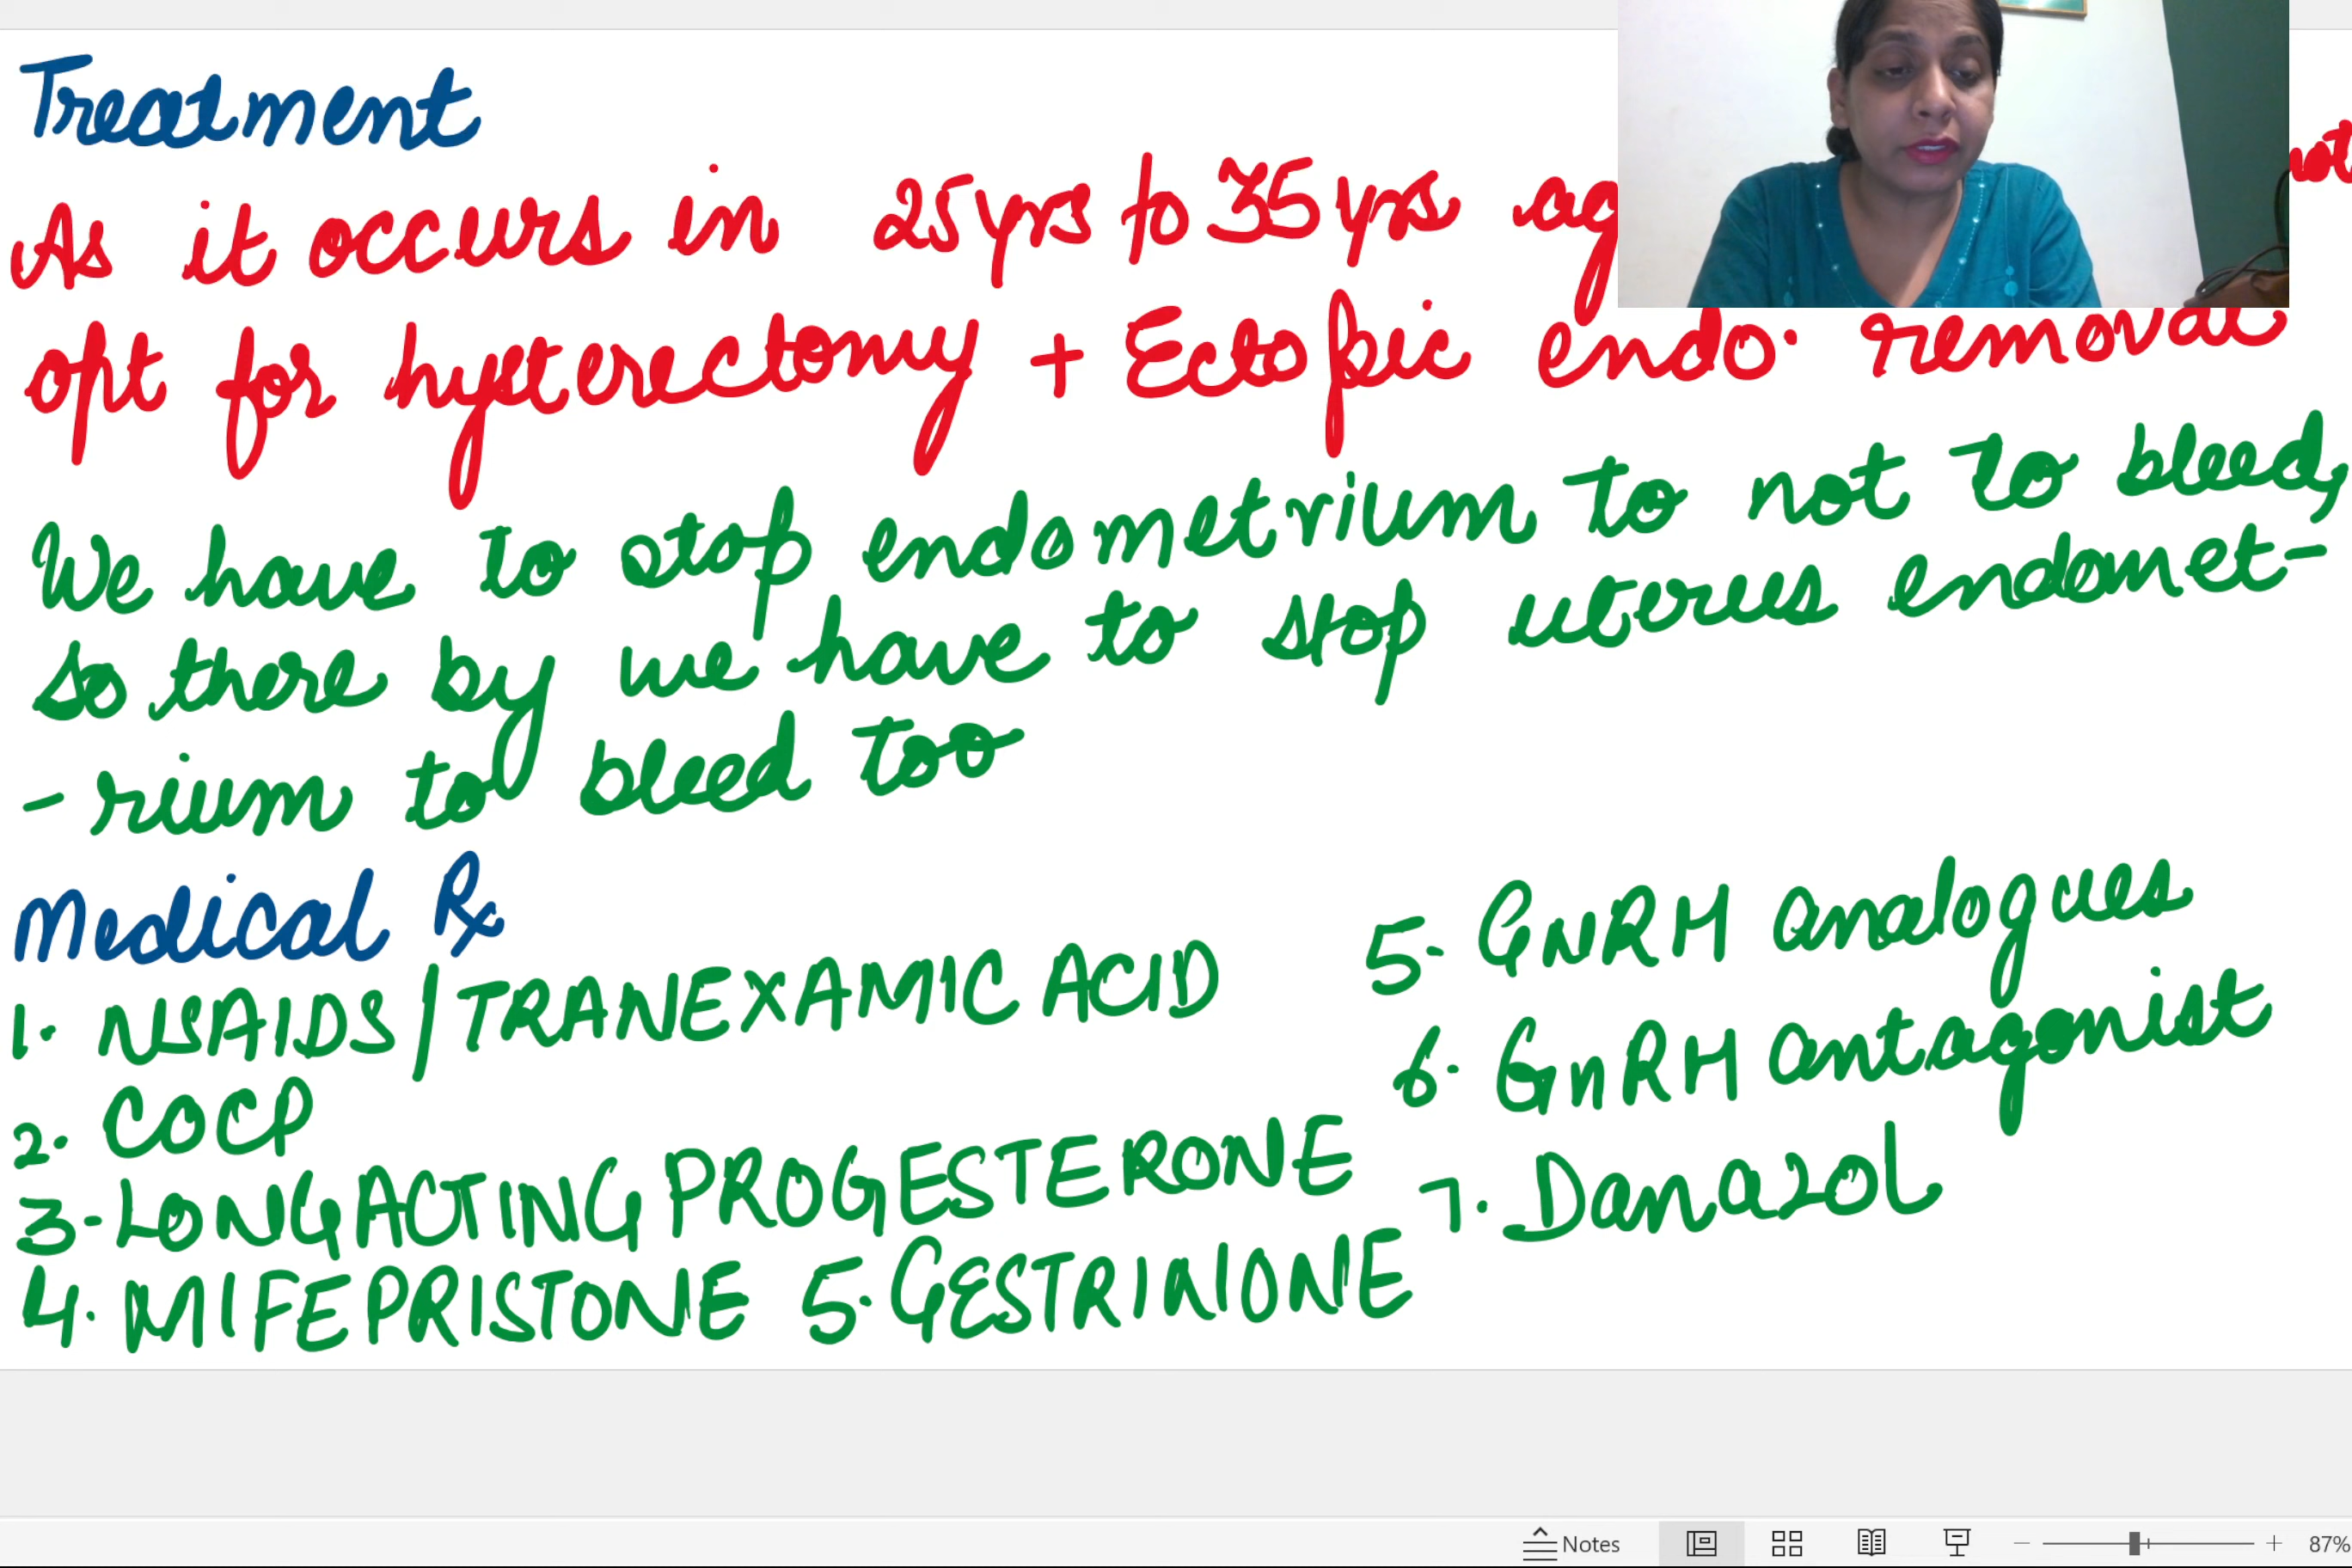 Treatment
As it occurs in 25yrs to 35yrs ag not
opt for hysterectomy + Ectopic endo. removal
We have to stop endometrium to not to bleed,
so there by we have to stop uterus endomet-
-rium to bleed too
Medical Rx
1. NSAIDS/TRANEXAMIC ACID
2. COCP
3-LONGACTING PROGESTERONE
4. MIFEPRISTONE 5. GESTRINONE
5. GNRH analogues
6. GnRH antagonist
7. Danazol
Notes
87%